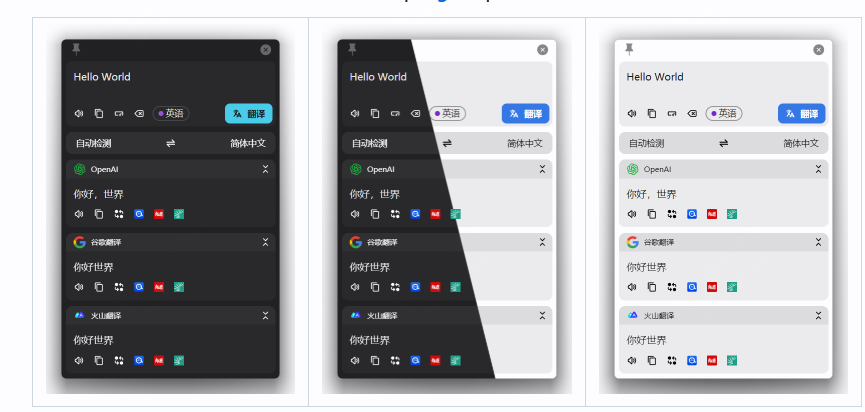 Hello World
英语
翻译
自动检测
简体中文
OpenAI
你好，世界
谷歌翻译
你好世界
火山翻译
你好世界
Hello World
英语
翻译
自动检测
简体中文
OpenAI
你好，世界
谷歌翻译
你好世界
火山翻译
你好世界
Hello World
英语
翻译
自动检测
简体中文
OpenAI
你好，世界
谷歌翻译
你好世界
火山翻译
你好世界